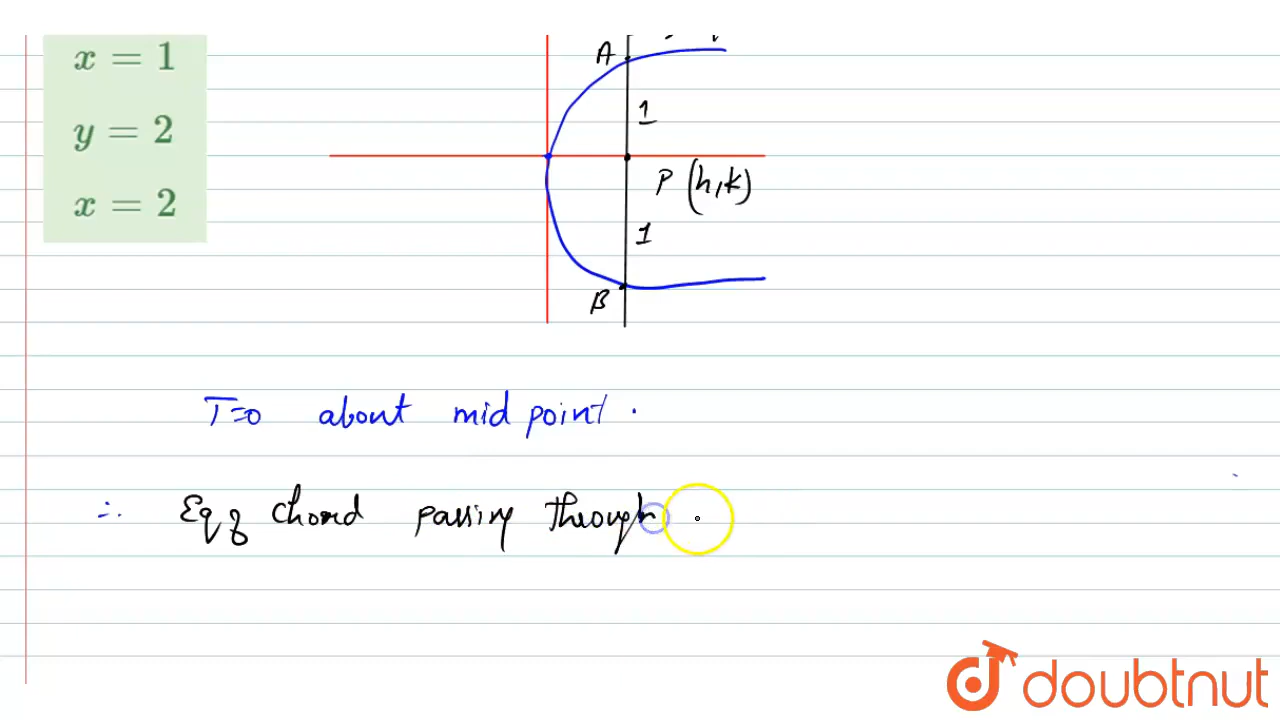 x = 1
y = 2
x = 2
A
1
P (h,k)
1
B
T=0 about mid point.
∴ Eq of chord passing through
doubtnut